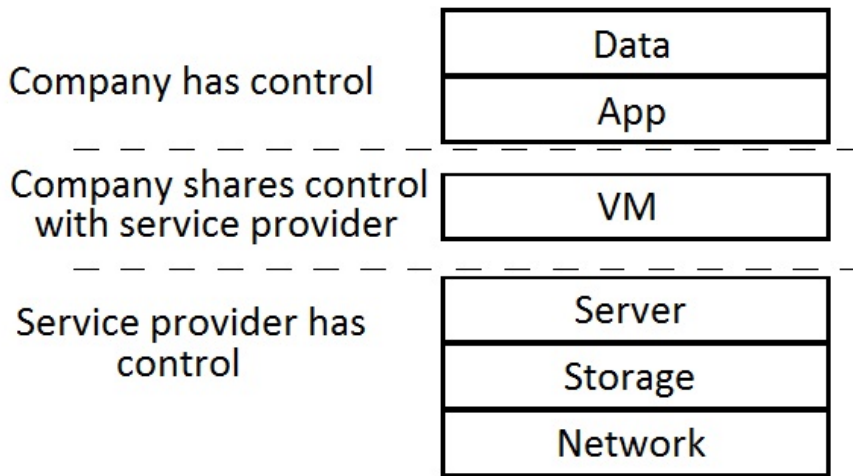 Data
Company has control
App
Company shares control
with service provider
VM
Server
Service provider has
control
Storage
Network